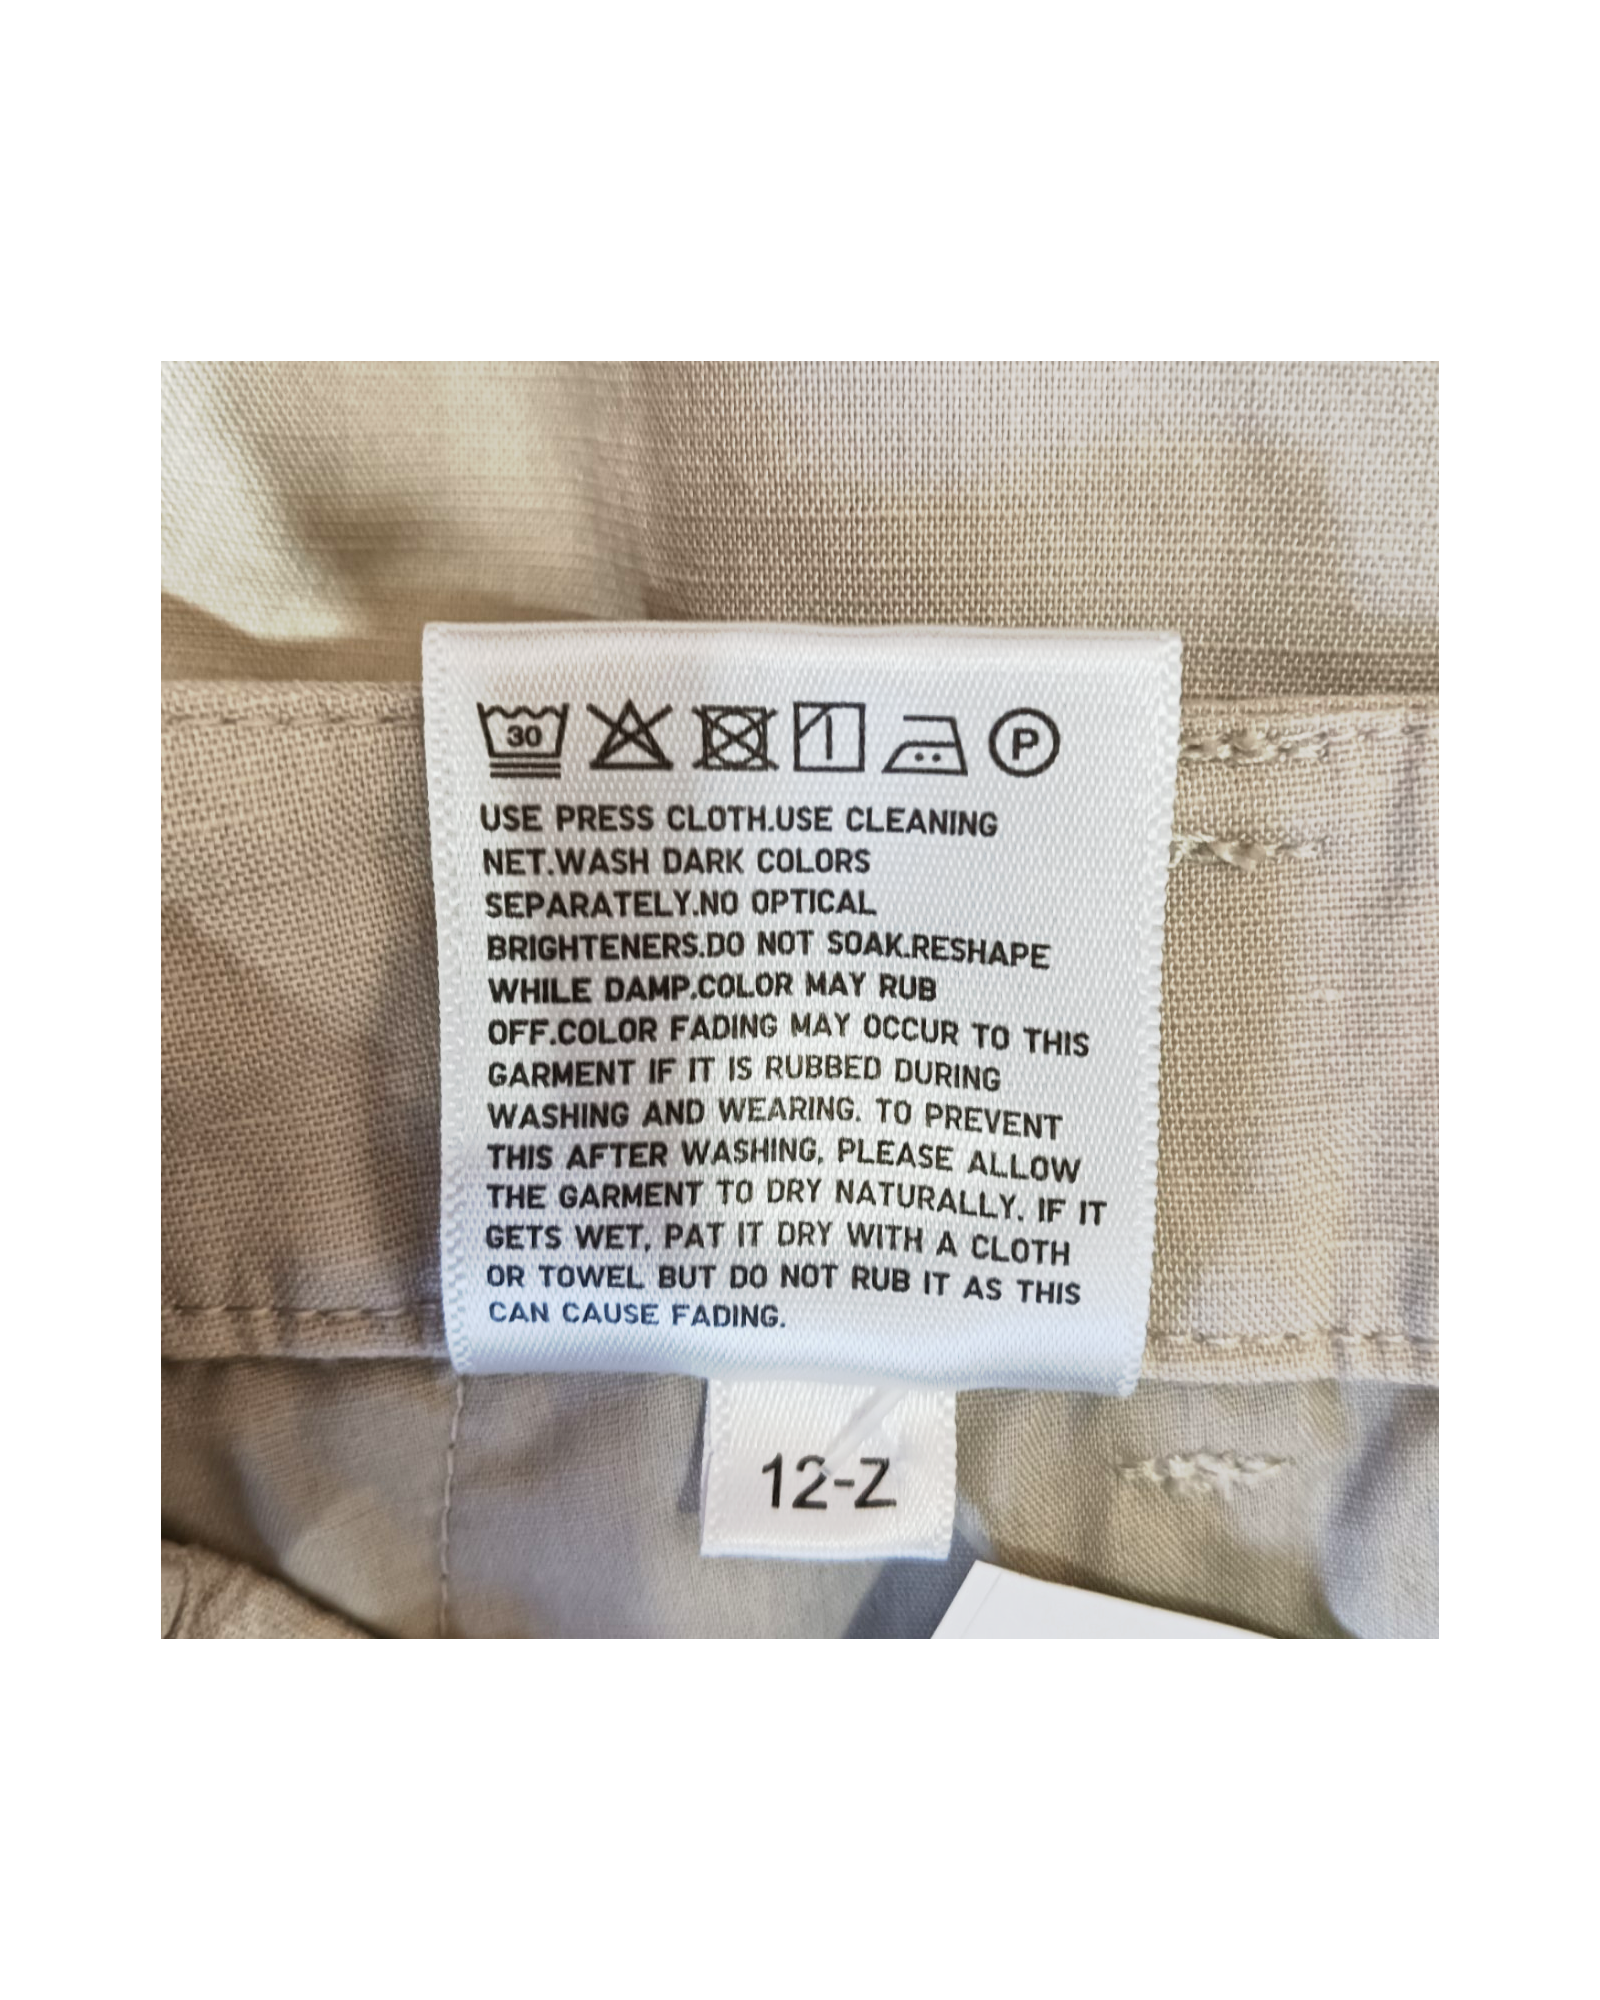 30
P
USE PRESS CLOTH.USE CLEANING
NET.WASH DARK COLORS
SEPARATELY.NO OPTICAL
BRIGHTENERS.DO NOT SOAK.RESHAPE
WHILE DAMP.COLOR MAY RUB
OFF.COLOR FADING MAY OCCUR TO THIS
GARMENT IF IT IS RUBBED DURING
WASHING AND WEARING. TO PREVENT
THIS AFTER WASHING, PLEASE ALLOW
THE GARMENT TO DRY NATURALLY. IF IT
GETS WET, PAT IT DRY WITH A CLOTH
OR TOWEL BUT DO NOT RUB IT AS THIS
CAN CAUSE FADING.
12-Z